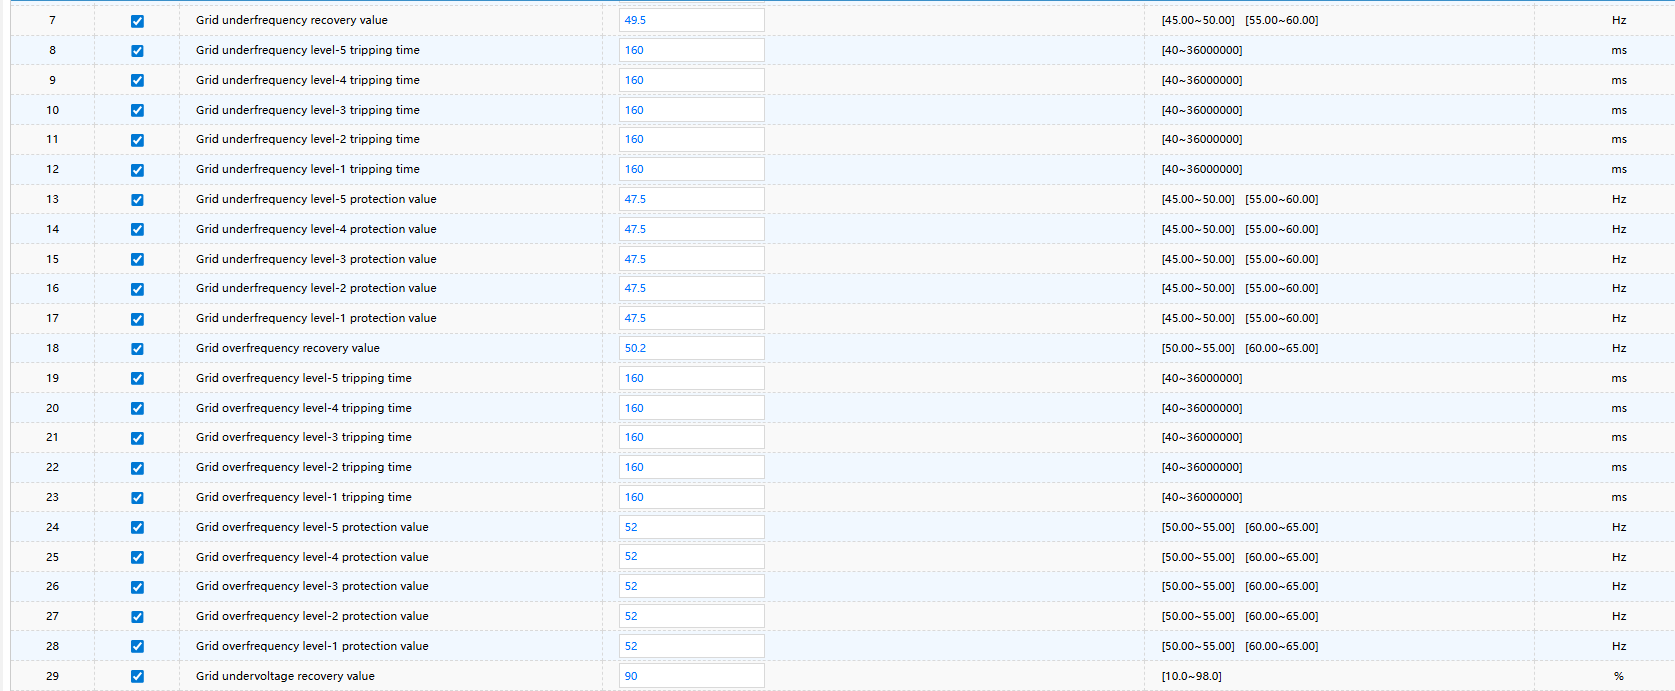 7 Grid underfrequency recovery value 49.5 [45.00~50.00] [55.00~60.00] Hz
8 Grid underfrequency level-5 tripping time 160 [40~36000000] ms
9 Grid underfrequency level-4 tripping time 160 [40~36000000] ms
10 Grid underfrequency level-3 tripping time 160 [40~36000000] ms
11 Grid underfrequency level-2 tripping time 160 [40~36000000] ms
12 Grid underfrequency level-1 tripping time 160 [40~36000000] ms
13 Grid underfrequency level-5 protection value 47.5 [45.00~50.00] [55.00~60.00] Hz
14 Grid underfrequency level-4 protection value 47.5 [45.00~50.00] [55.00~60.00] Hz
15 Grid underfrequency level-3 protection value 47.5 [45.00~50.00] [55.00~60.00] Hz
16 Grid underfrequency level-2 protection value 47.5 [45.00~50.00] [55.00~60.00] Hz
17 Grid underfrequency level-1 protection value 47.5 [45.00~50.00] [55.00~60.00] Hz
18 Grid overfrequency recovery value 50.2 [50.00~55.00] [60.00~65.00] Hz
19 Grid overfrequency level-5 tripping time 160 [40~36000000] ms
20 Grid overfrequency level-4 tripping time 160 [40~36000000] ms
21 Grid overfrequency level-3 tripping time 160 [40~36000000] ms
22 Grid overfrequency level-2 tripping time 160 [40~36000000] ms
23 Grid overfrequency level-1 tripping time 160 [40~36000000] ms
24 Grid overfrequency level-5 protection value 52 [50.00~55.00] [60.00~65.00] Hz
25 Grid overfrequency level-4 protection value 52 [50.00~55.00] [60.00~65.00] Hz
26 Grid overfrequency level-3 protection value 52 [50.00~55.00] [60.00~65.00] Hz
27 Grid overfrequency level-2 protection value 52 [50.00~55.00] [60.00~65.00] Hz
28 Grid overfrequency level-1 protection value 52 [50.00~55.00] [60.00~65.00] Hz
29 Grid undervoltage recovery value 90 [10.0~98.0] %